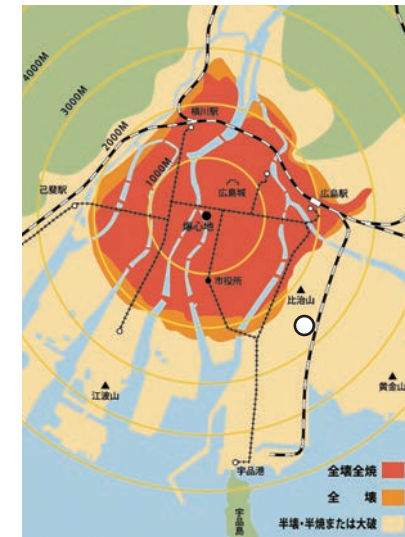 4000M
3000M
2000M
1000M
横川駅
己斐駅
広島城
広島駅
爆心地
市役所
比治山
江波山
黄金山
宇品港
宇品島
全壊全焼
全 壊
半壊・半焼または大破